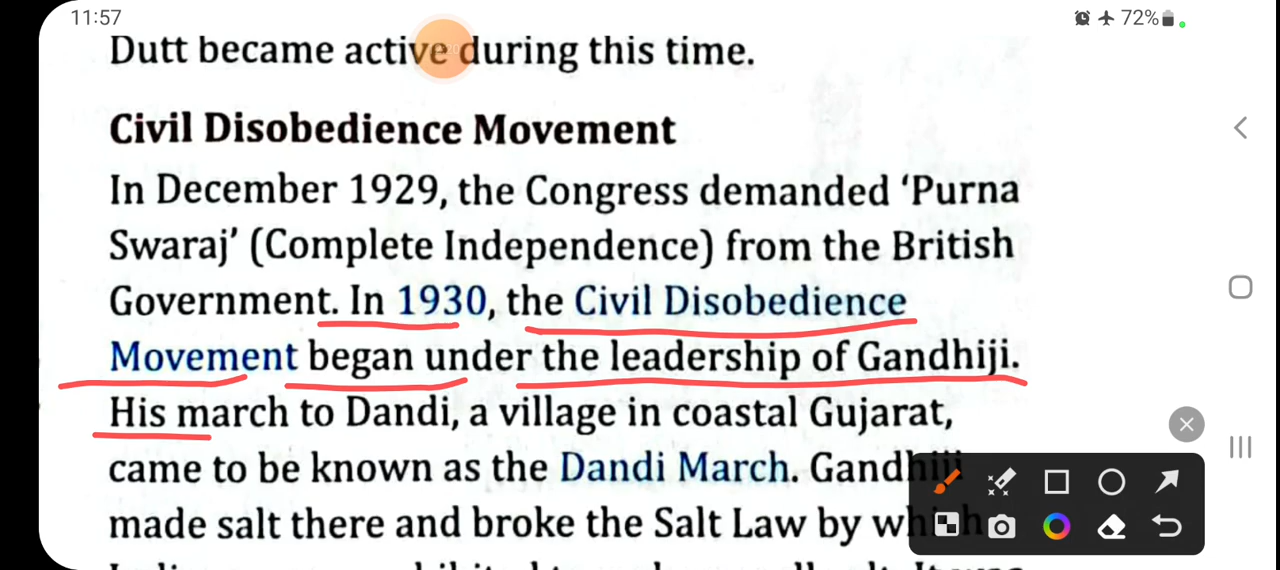 11:57
72%
Dutt became active during this time.
Civil Disobedience Movement
In December 1929, the Congress demanded ‘Purna
Swaraj’ (Complete Independence) from the British
Government. In 1930, the Civil Disobedience
Movement began under the leadership of Gandhiji.
His march to Dandi, a village in coastal Gujarat,
came to be known as the Dandi March. Gandhiji
made salt there and broke the Salt Law by which